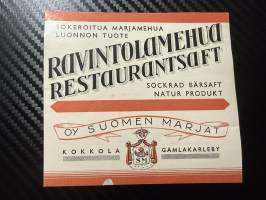 SOKEROITUA MARJAMEHUA
LUONNON TUOTE
RAVINTOLAMEHUA
RESTAURANTSAFT
SOCKRAD BÄRSAFT
NATUR PRODUKT
OY SUOMEN MARJAT
KOKKOLA GAMLAKARLEBY
SM